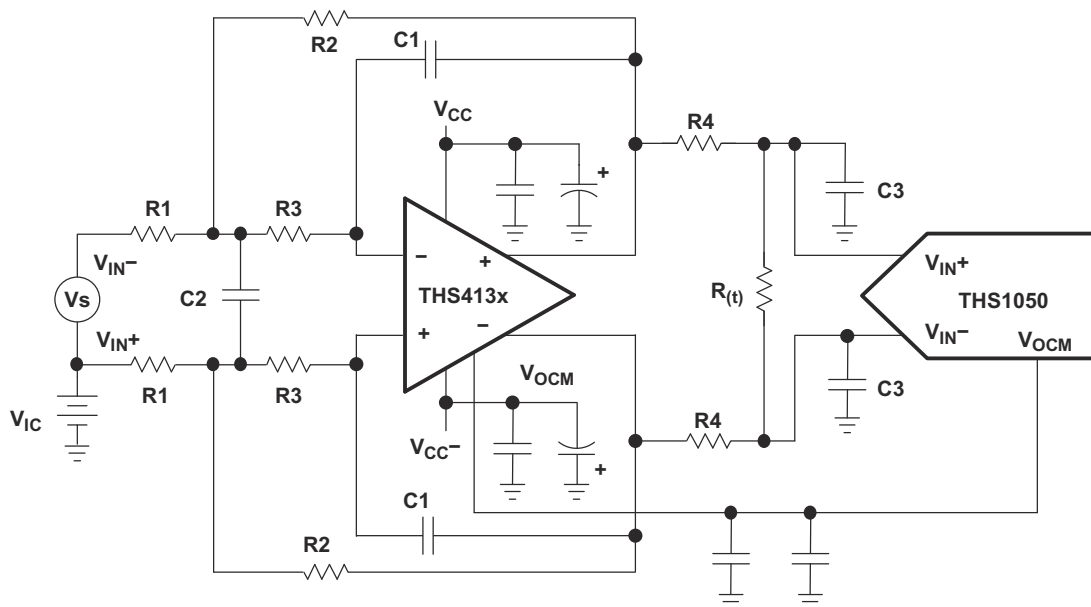 R2
C1
VCC
R4
+
C3
R1
R3
VIN−
−
+
VIN+
Vs
C2
THS413x
R(t)
THS1050
VIN+
+
−
VIN−
VOCM
R1
R3
VOCM
C3
VIC
R4
VCC−
+
C1
R2